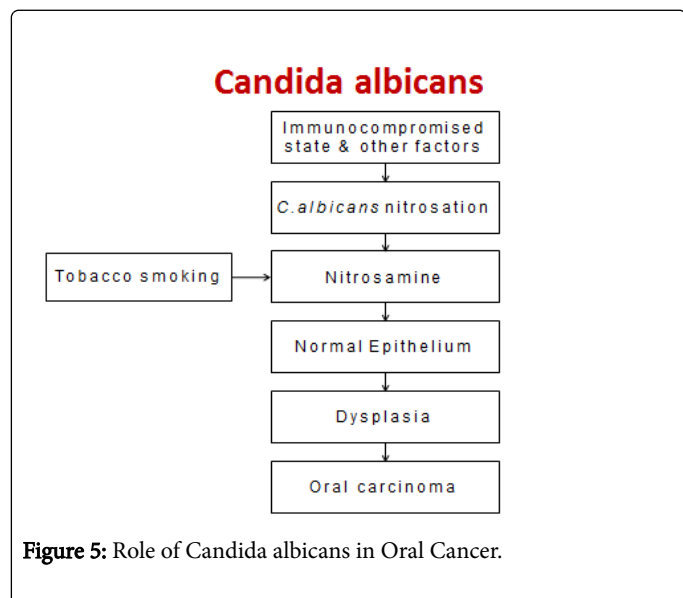 Candida albicans
Immunocompromised
state & other factors
C.albicans nitrosation
Tobacco smoking
Nitrosamine
Normal Epithelium
Dysplasia
Oral carcinoma
Figure 5: Role of Candida albicans in Oral Cancer.